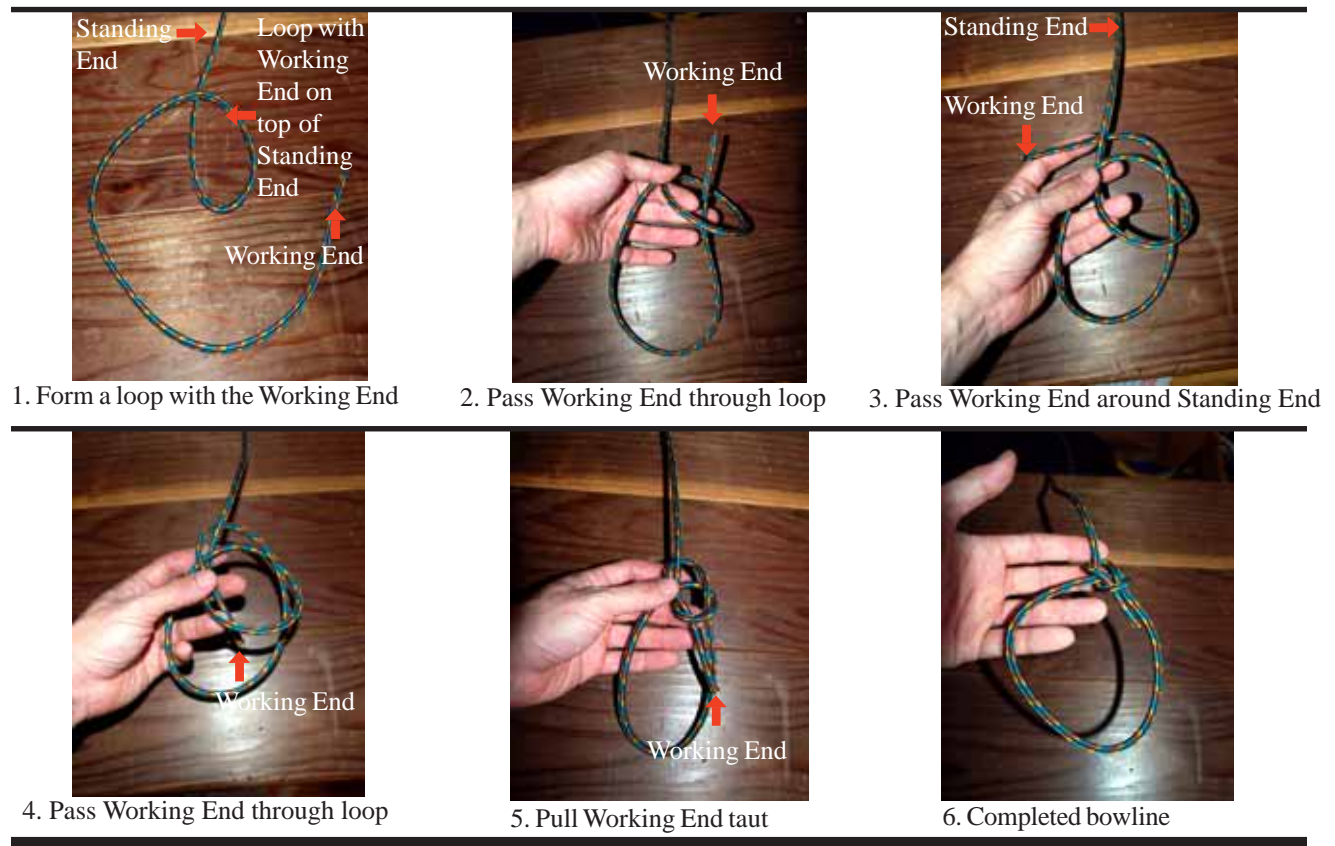 Standing
End
Loop with
Working
End on
top of
Standing
End
Working End
1. Form a loop with the Working End
Working End
2. Pass Working End through loop
Standing End
Working End
3. Pass Working End around Standing End
Working End
4. Pass Working End through loop
Working End
5. Pull Working End taut
6. Completed bowline